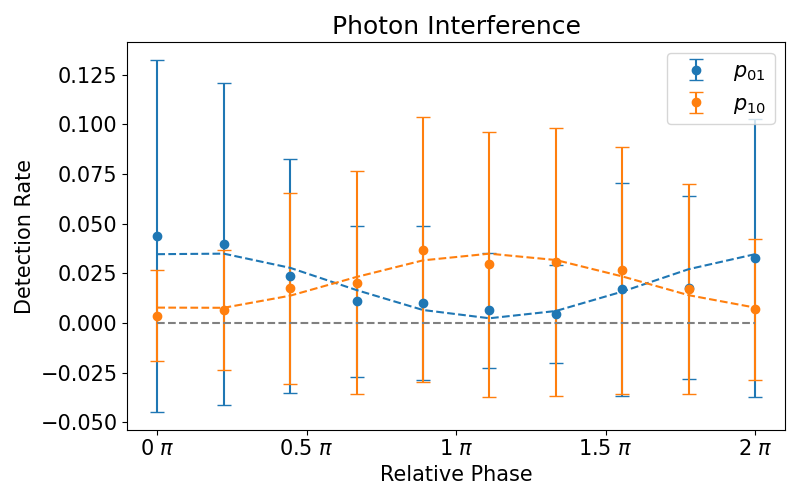 Photon Interference
p01
p10
Detection Rate
0.125
0.100
0.075
0.050
0.025
0.000
−0.025
−0.050
0 π 0.5 π 1 π 1.5 π 2 π
Relative Phase